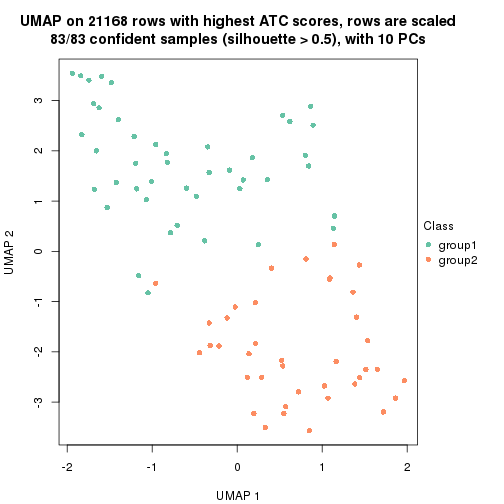 UMAP on 21168 rows with highest ATC scores, rows are scaled
83/83 confident samples (silhouette > 0.5), with 10 PCs
3
2
1
0
-1
-2
-3
UMAP 2
-2 -1 0 1 2
UMAP 1
Class
group1
group2